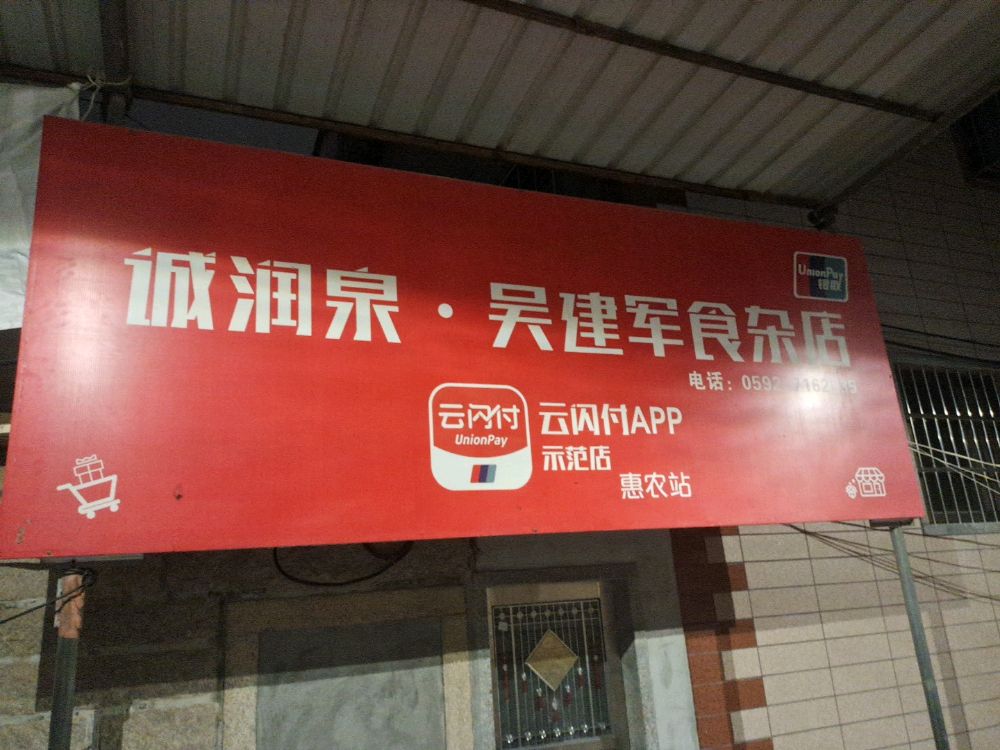 UnionPay
银联
诚润泉·吴建军食杂店
电话：0592
云闪付
UnionPay
云闪付APP
示范店
惠农站